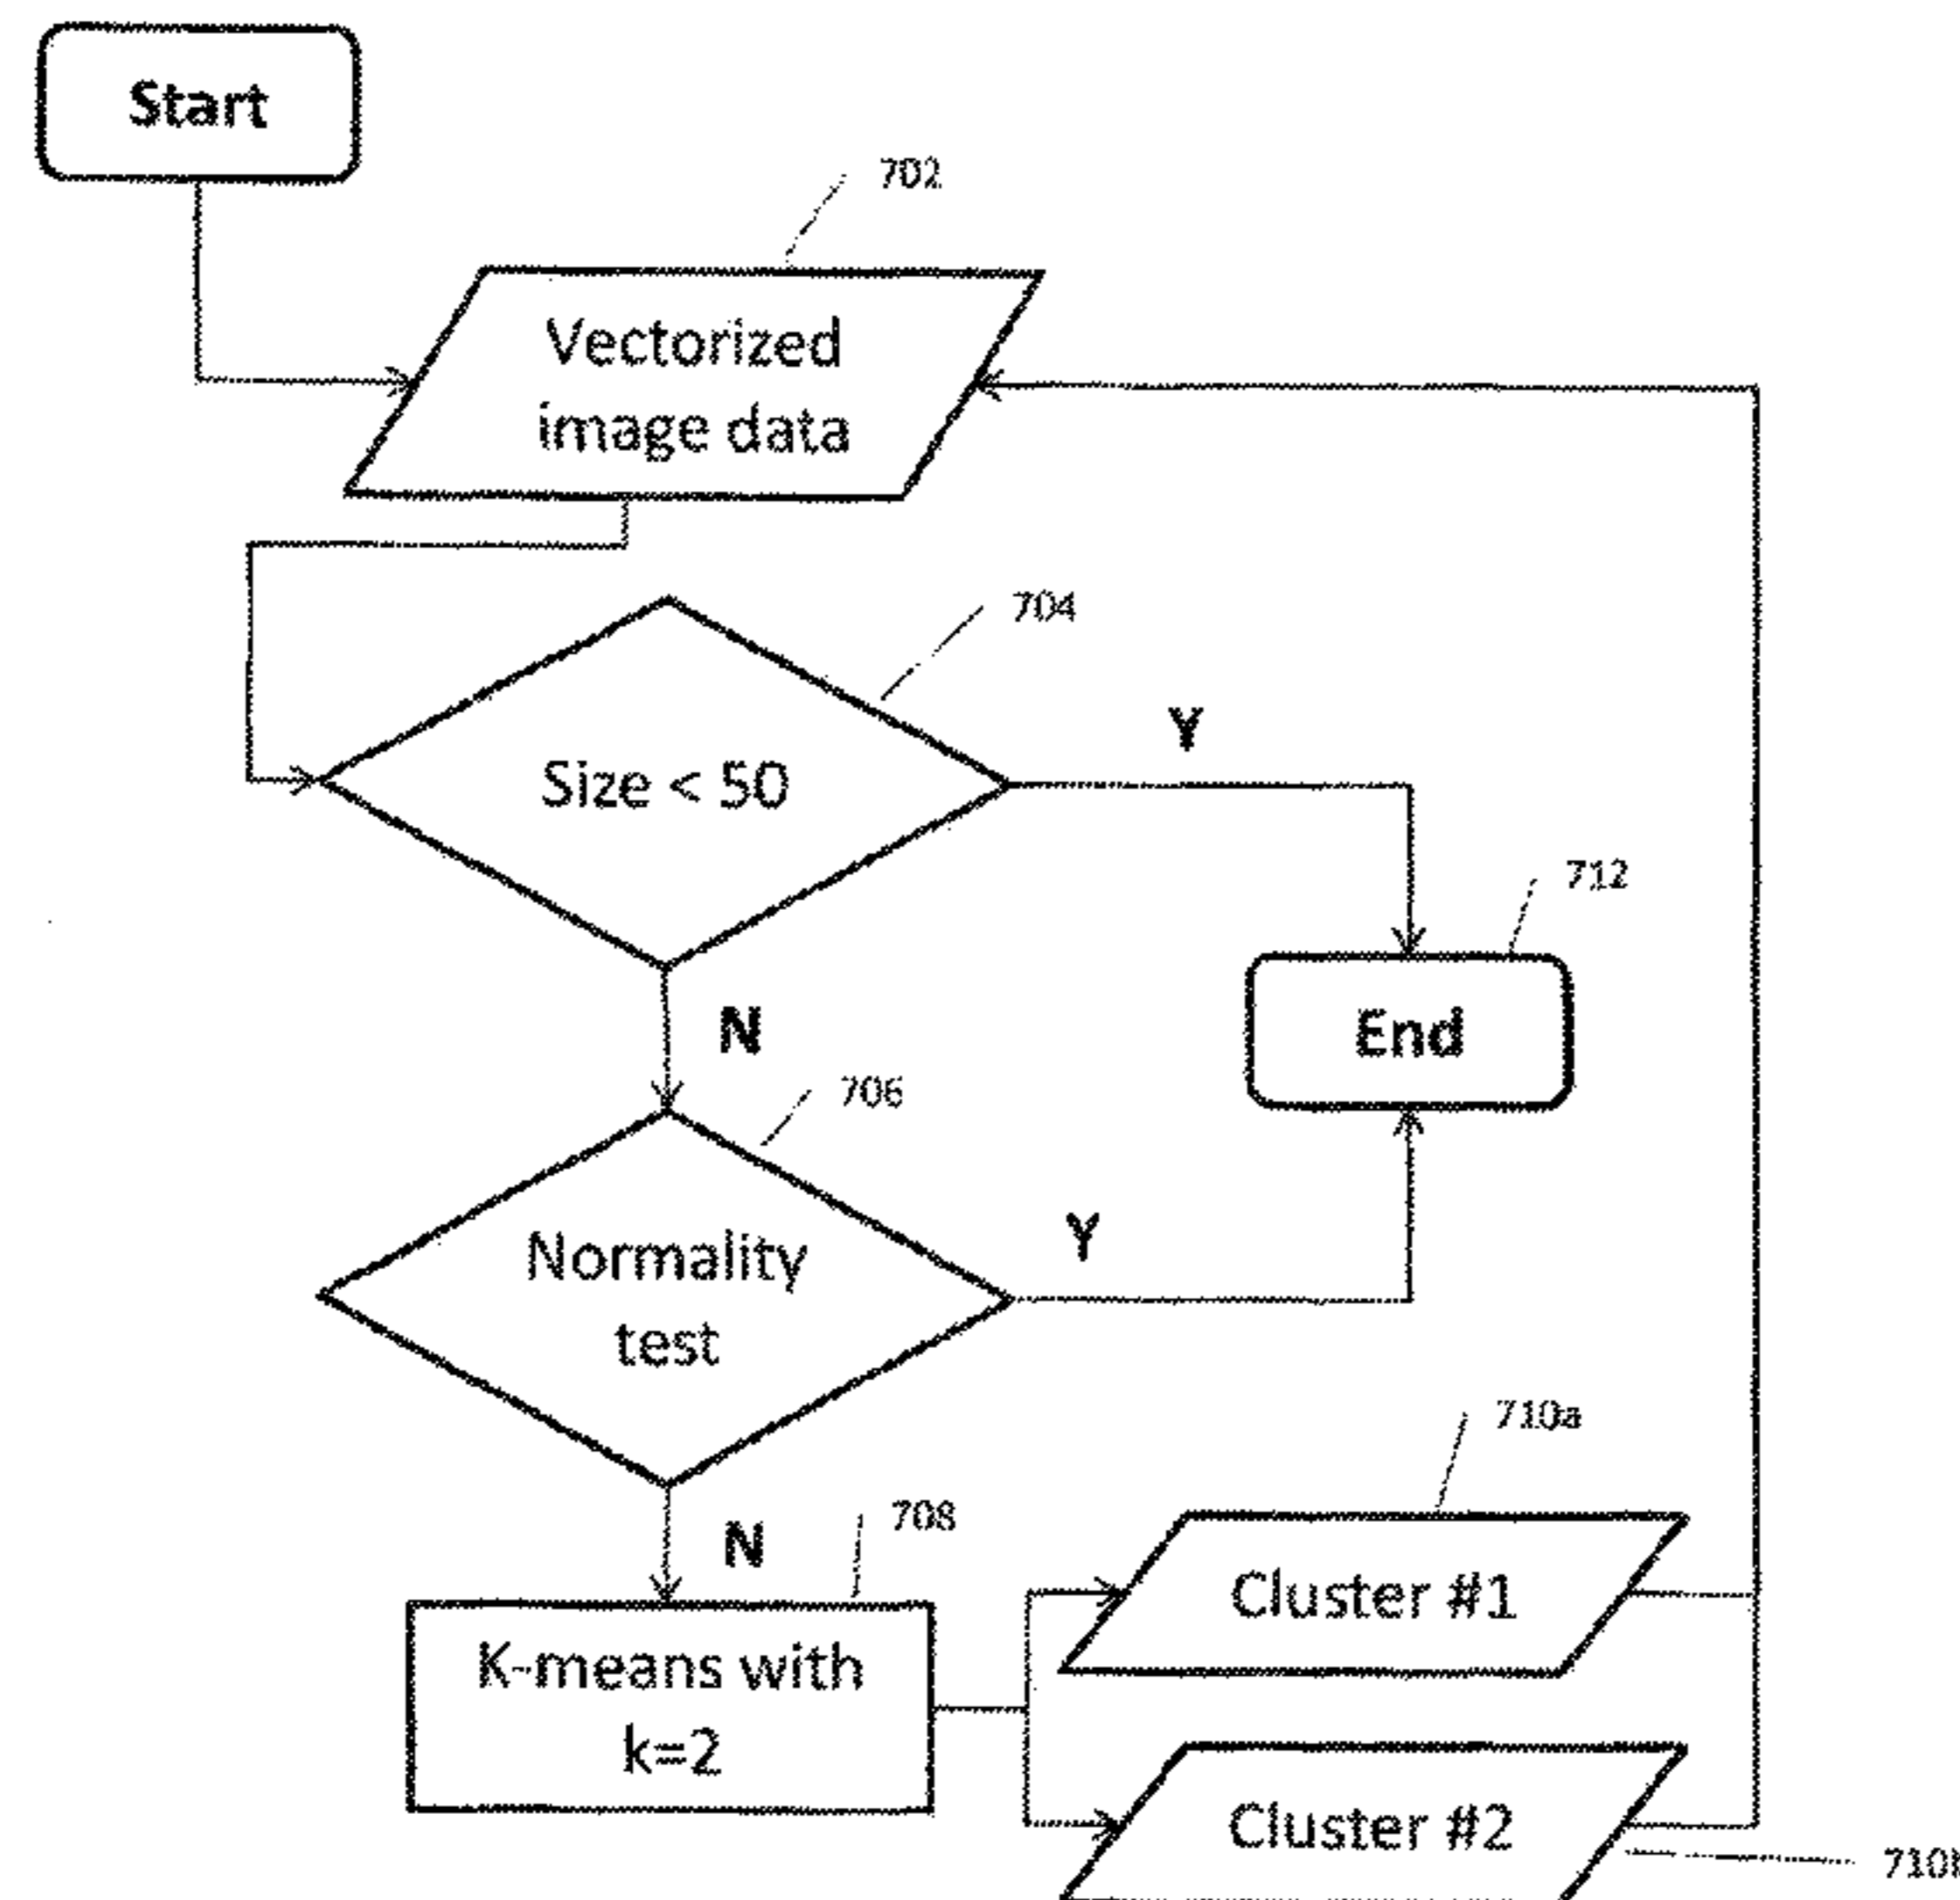 Start
702
Vectorized
image data
704
Size < 50
Y
712
End
N
706
Normality
test
Y
710a
N
708
Cluster #1
K-means with
k=2
Cluster #2